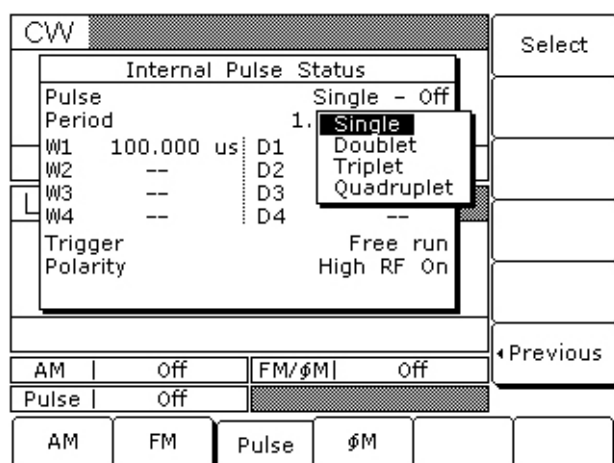 CW
Select
Internal Pulse Status
Pulse Single - Off
Period 1.
Single
Doublet
Triplet
Quadruplet
W1 100.000 us D1
W2 -- D2
W3 -- D3
W4 -- D4 --
Trigger Free run
Polarity High RF On
Previous
AM | Off FM/ϕM| Off
Pulse | Off
AM FM Pulse ϕM